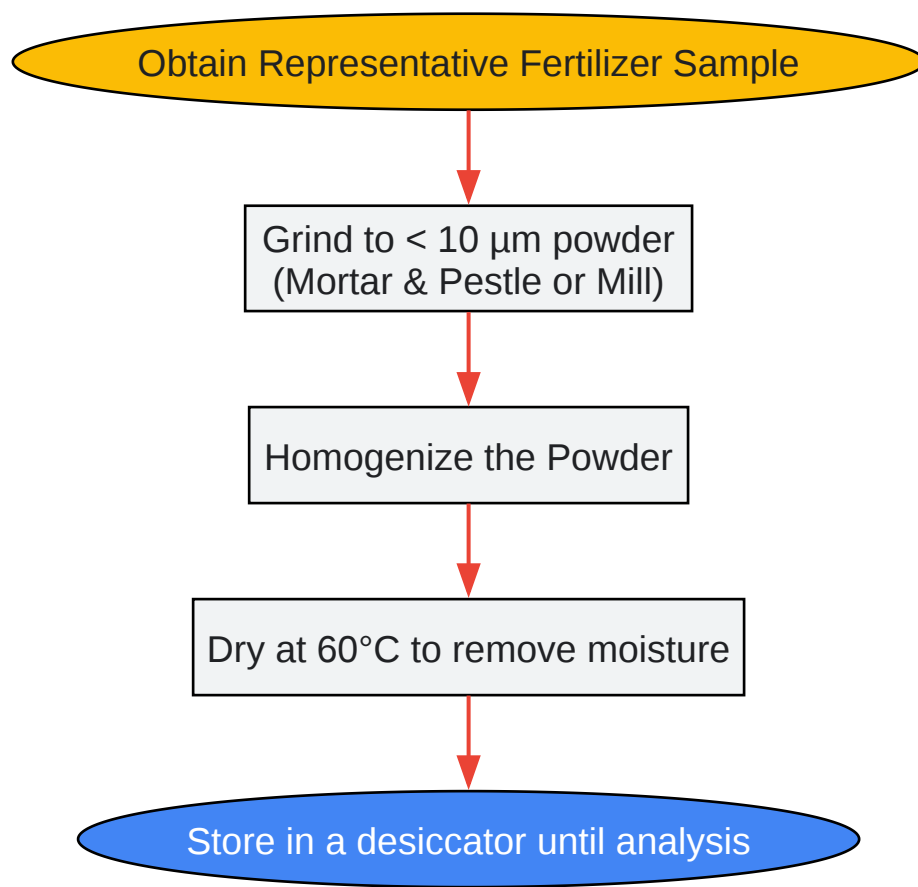 Obtain Representative Fertilizer Sample
Grind to < 10 µm powder
(Mortar & Pestle or Mill)
Homogenize the Powder
Dry at 60°C to remove moisture
Store in a desiccator until analysis